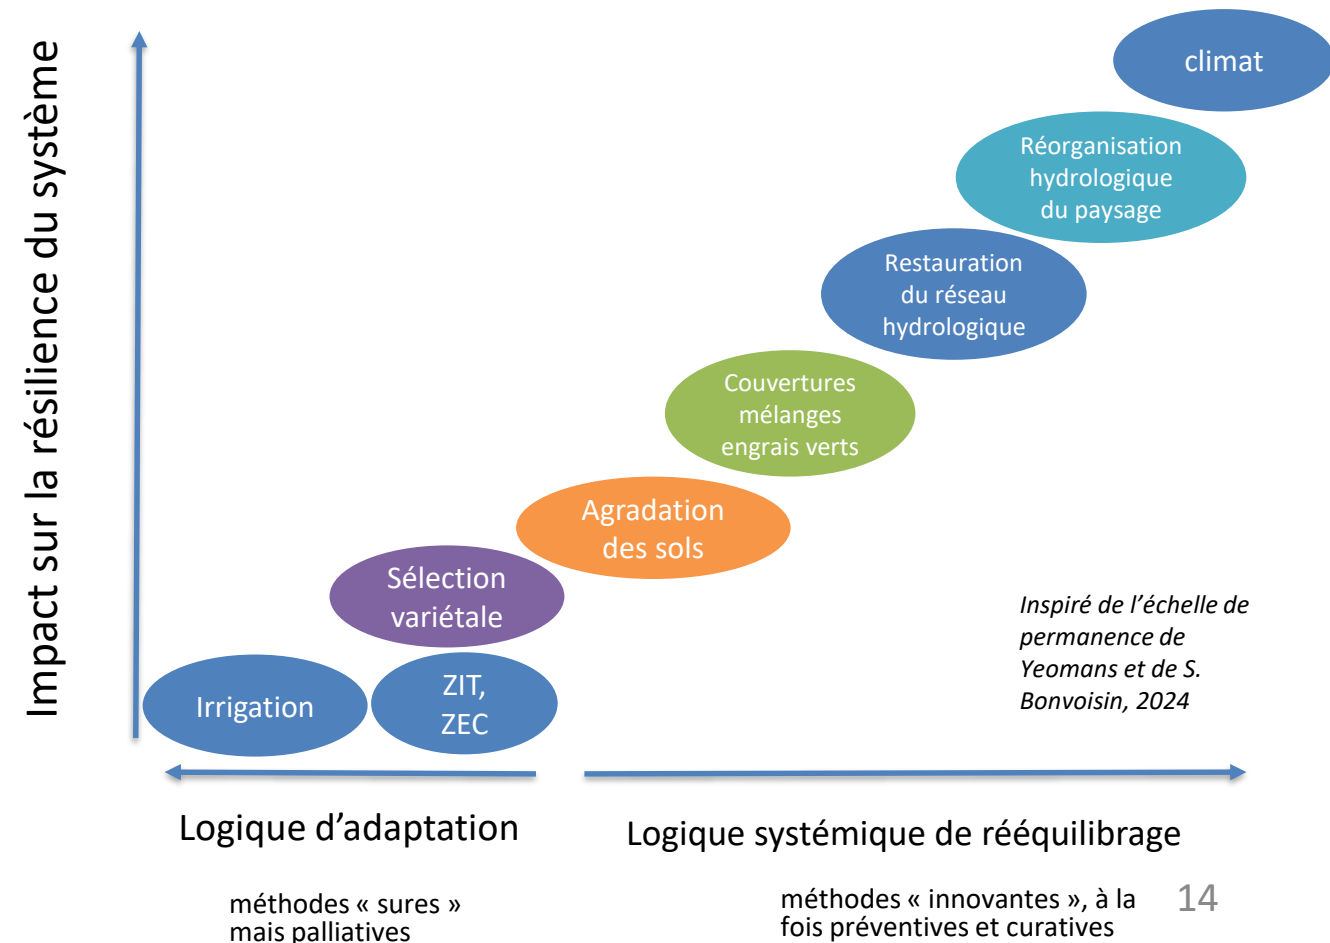 Impact sur la résilience du système
climat
Réorganisation
hydrologique
du paysage
Restauration
du réseau
hydrologique
Couvertures
mélanges
engrais verts
Agradation
des sols
Sélection
variétale
Irrigation
ZIT,
ZEC
Inspiré de l’échelle de
permanence de
Yeomans et de S.
Bonvoisin, 2024
Logique d’adaptation
Logique systémique de rééquilibrage
méthodes « sures »
mais palliatives
méthodes « innovantes », à la
fois préventives et curatives
14